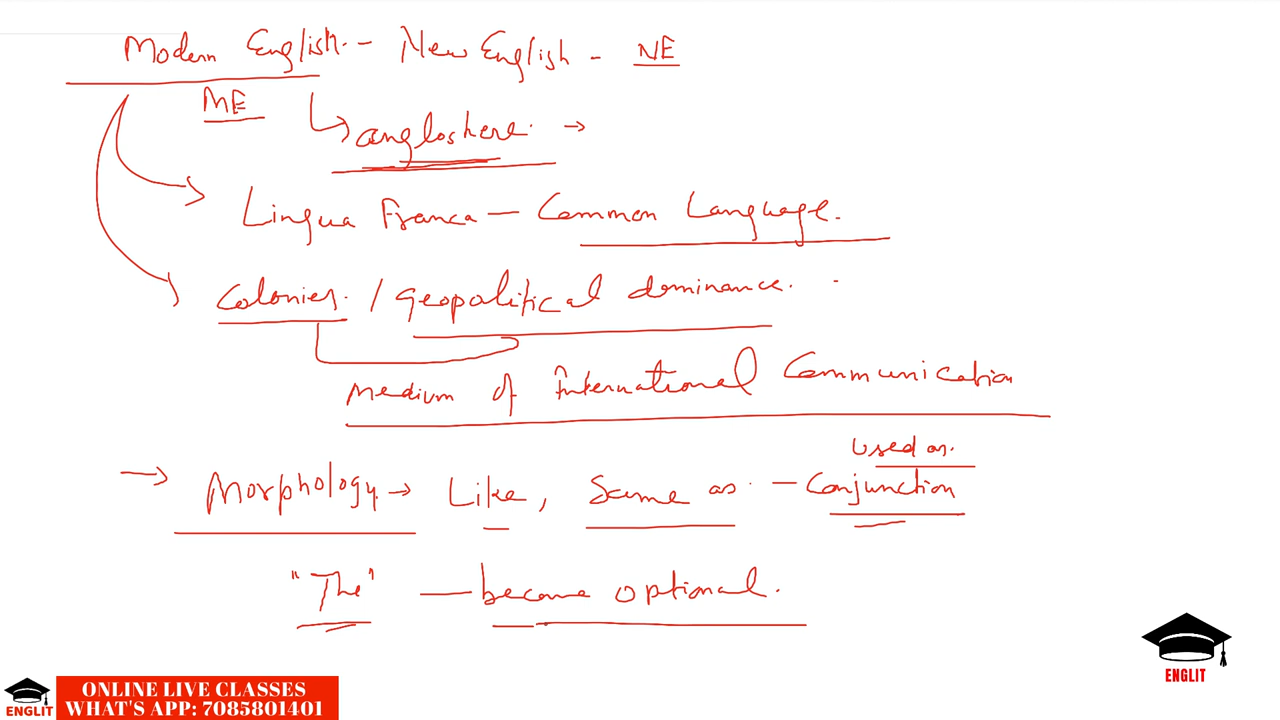 Modern English - New English - NE
ME
angloshere →
Lingua Franca - Common Language.
Colonies / geopolitical dominance.
Medium of International Communication
used as.
→ Morphology → Like, Same as - Conjunction
"The" - become optional.
ENGLIT
ENGLIT
ONLINE LIVE CLASSES
WHAT'S APP: 7085801401